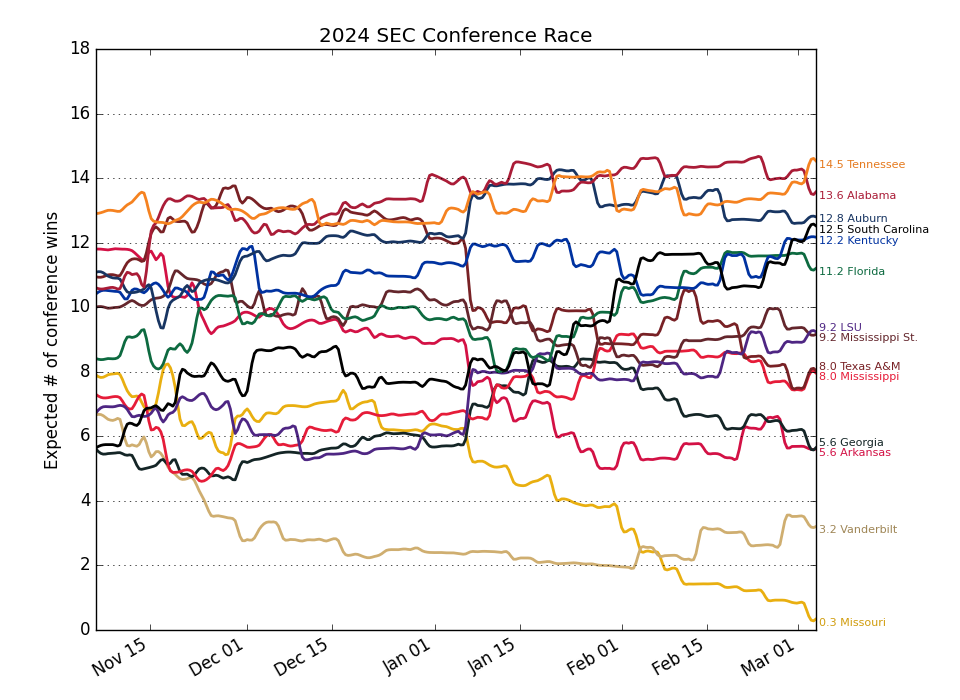 2024 SEC Conference Race
Expected # of conference wins
18
16
14
12
10
8
6
4
2
0
14.5 Tennessee
13.6 Alabama
12.8 Auburn
12.5 South Carolina
12.2 Kentucky
11.2 Florida
9.2 LSU
9.2 Mississippi St.
8.0 Texas A&M
8.0 Mississippi
5.6 Georgia
5.6 Arkansas
3.2 Vanderbilt
0.3 Missouri
Nov 15
Dec 01
Dec 15
Jan 01
Jan 15
Feb 01
Feb 15
Mar 01